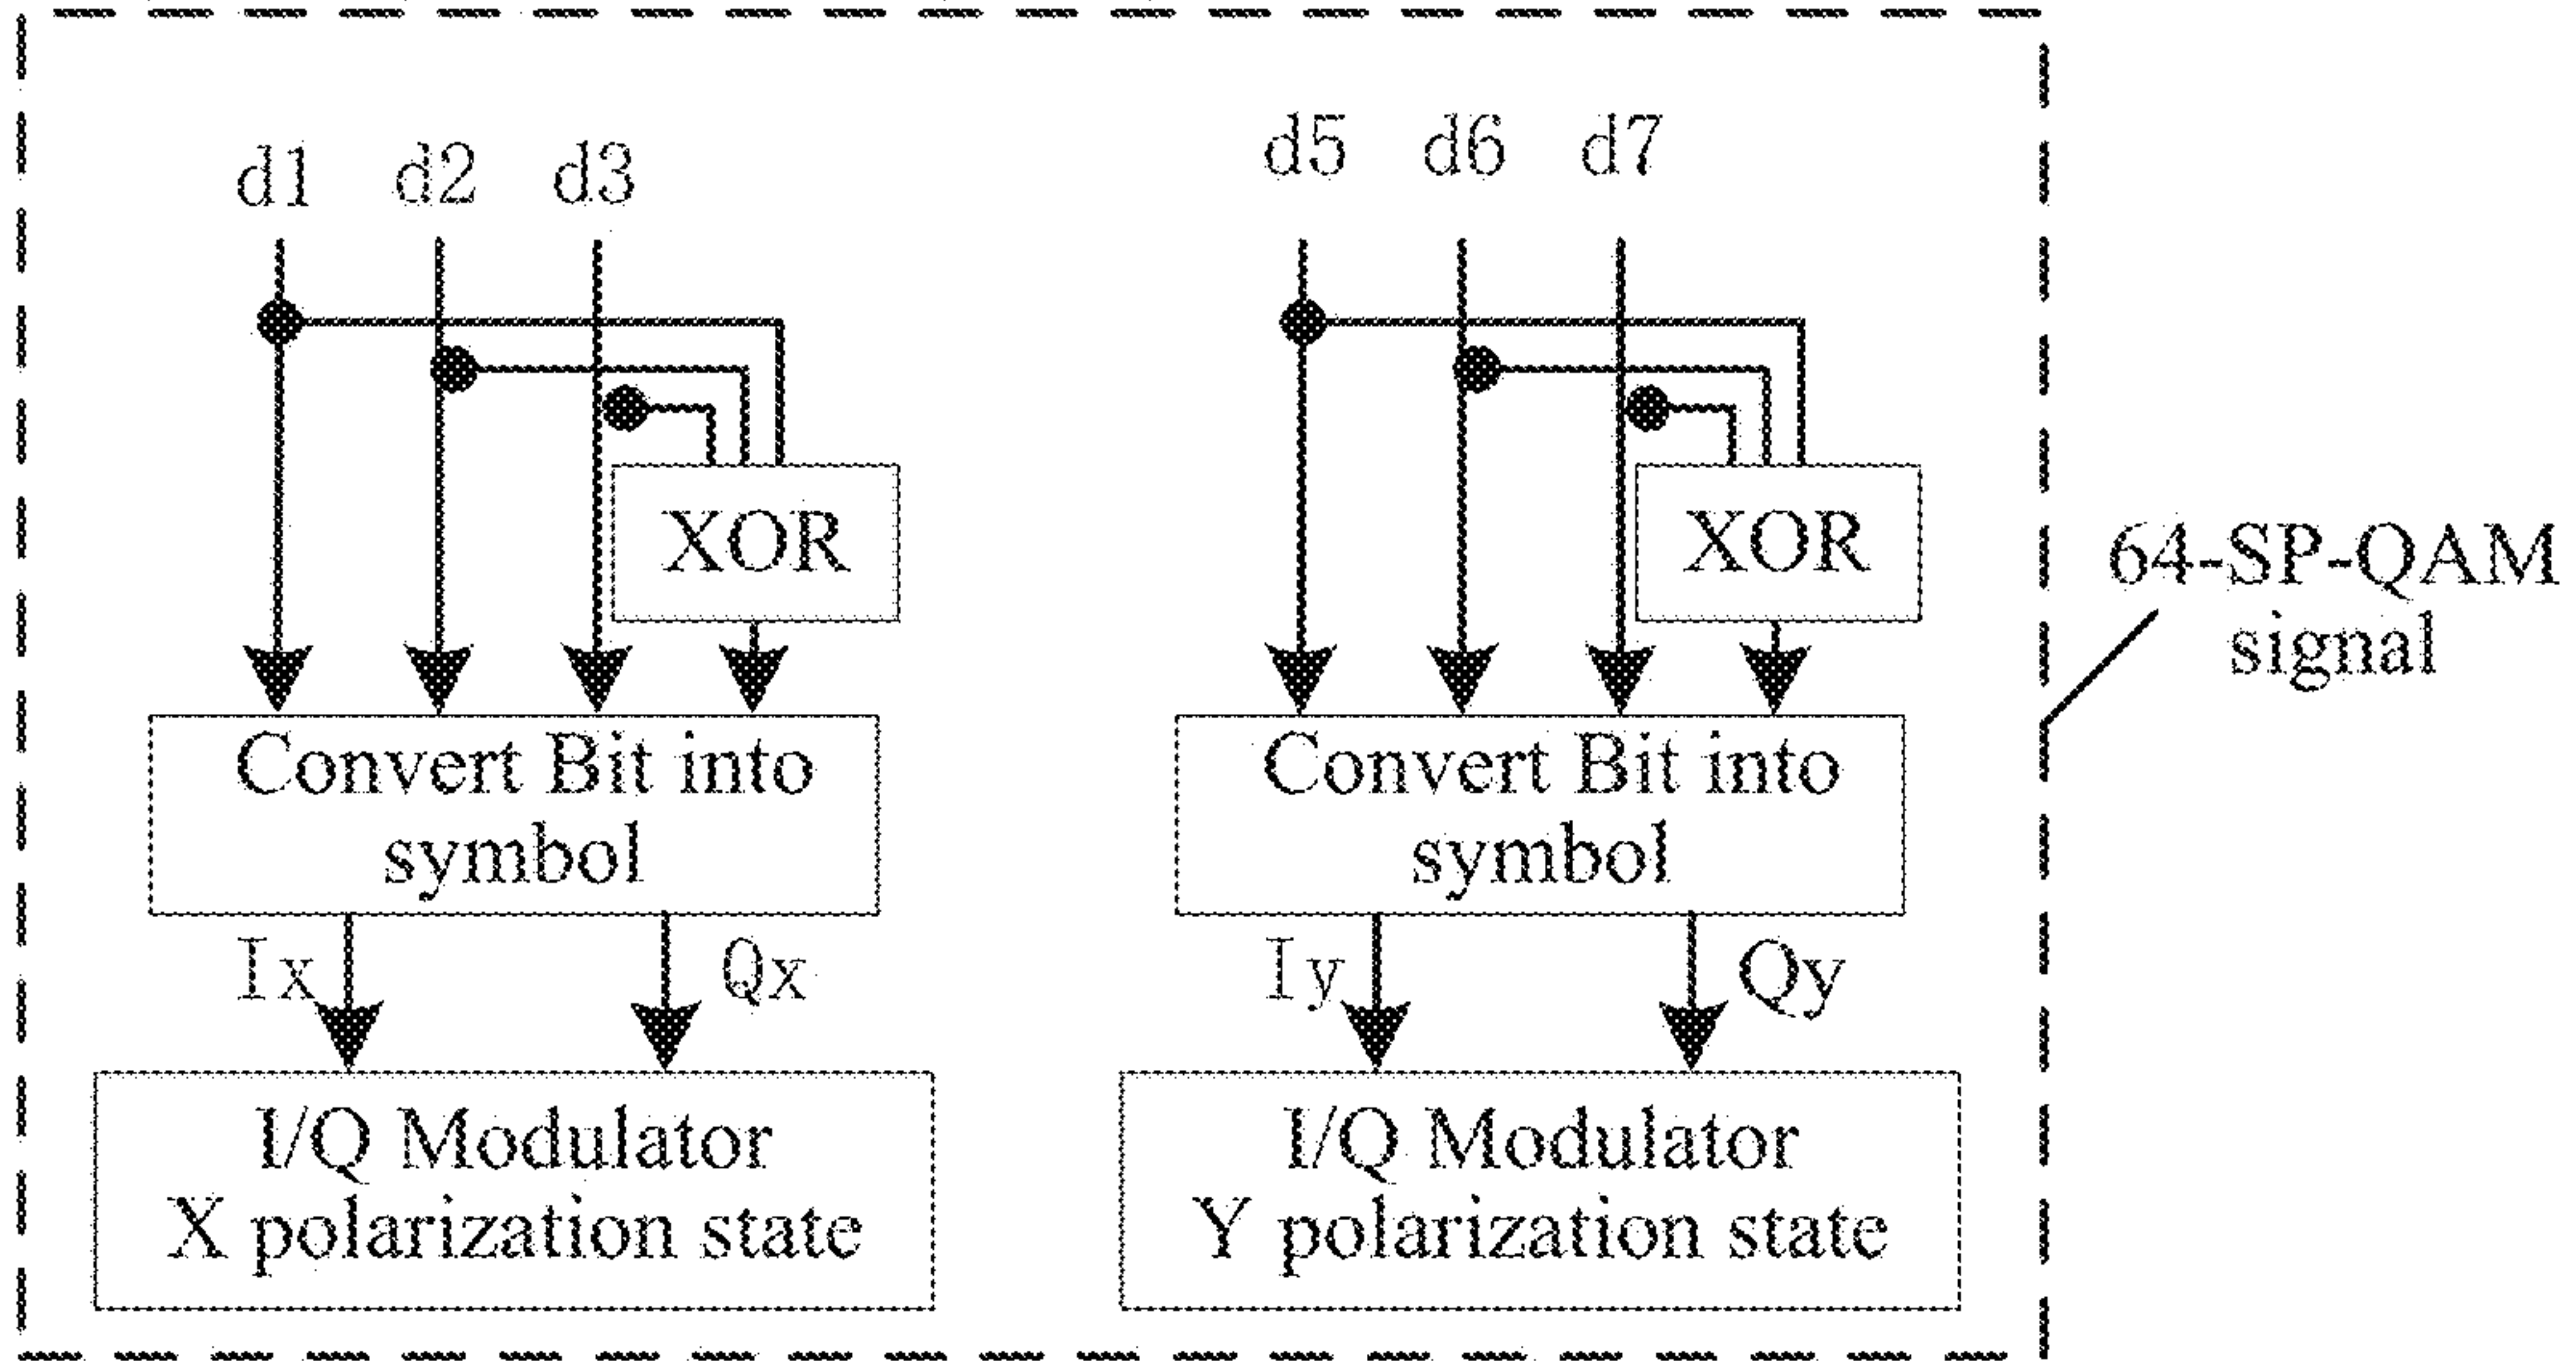 d1 d2 d3
d5 d6 d7
XOR
XOR
64-SP-QAM
signal
Convert Bit into
symbol
Convert Bit into
symbol
Ix
Qx
Iy
Qy
I/Q Modulator
X polarization state
I/Q Modulator
Y polarization state